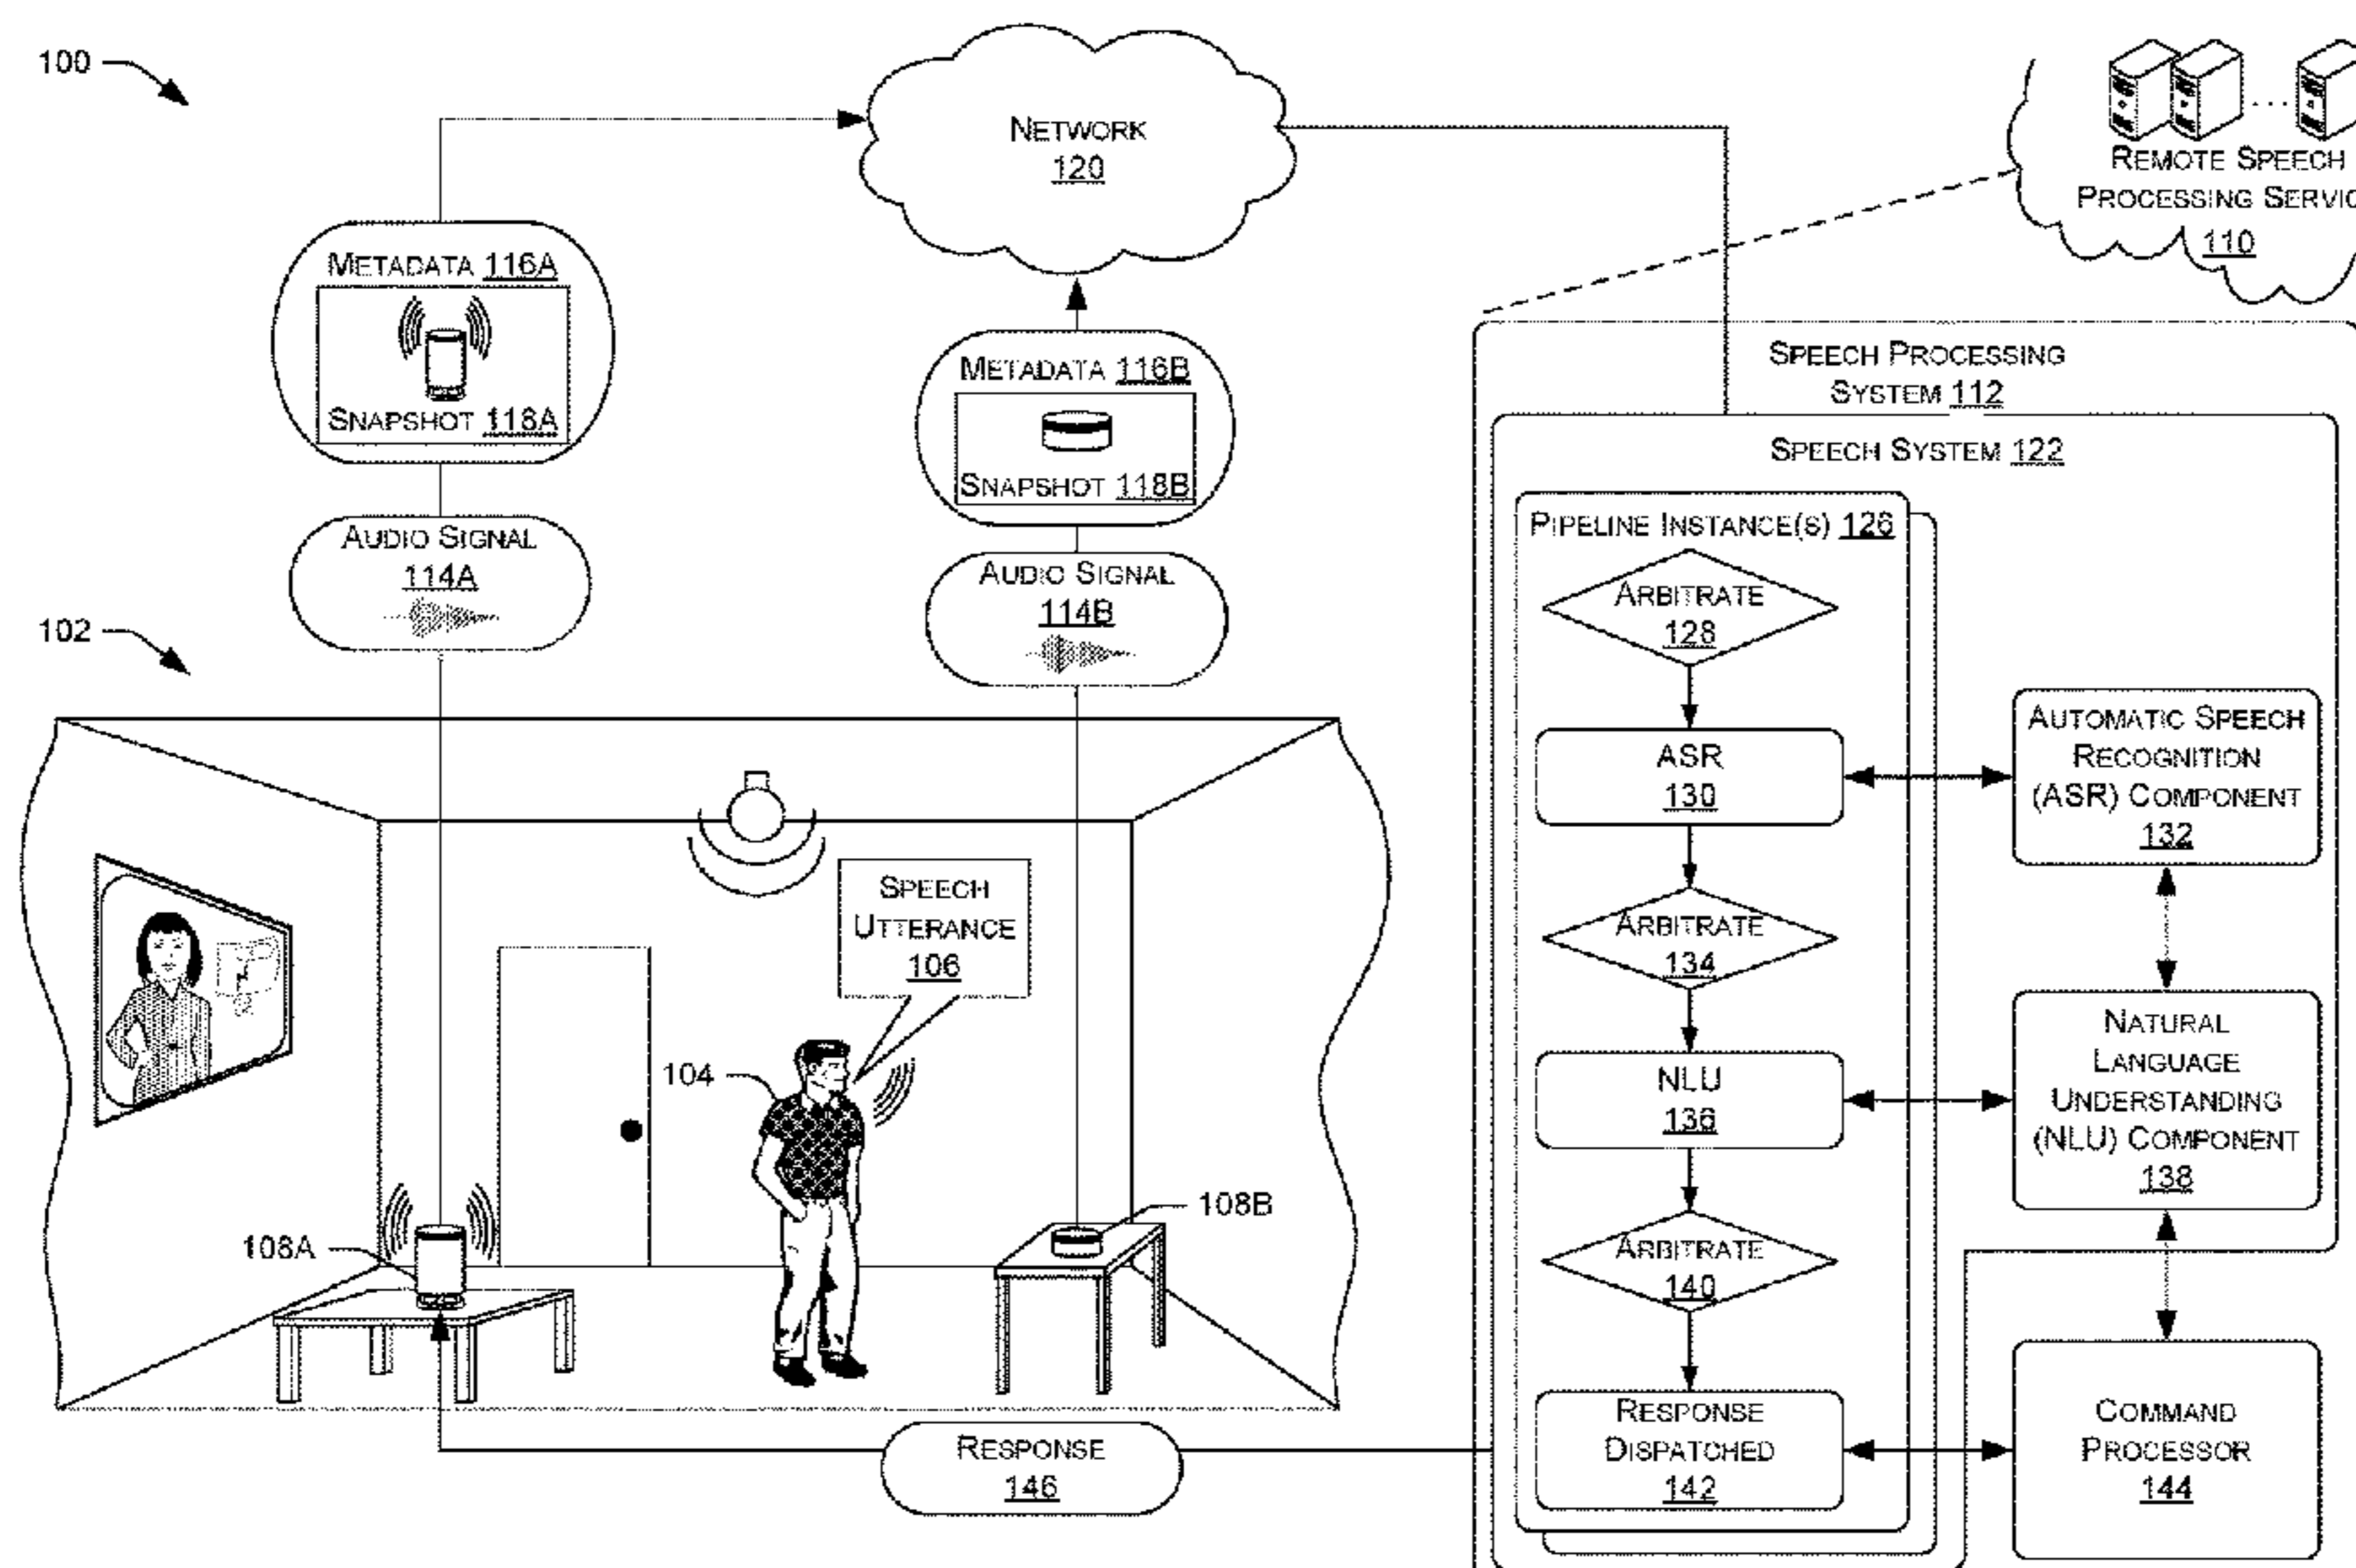 100
NETWORK
120
REMOTE SPEECH
PROCESSING SERVIC
110
METADATA 116A
SNAPSHOT 118A
METADATA 116B
SNAPSHOT 118B
AUDIO SIGNAL
114A
AUDIO SIGNAL
114B
102
SPEECH
UTTERANCE
106
104
108A
108B
RESPONSE
146
SPEECH PROCESSING
SYSTEM 112
SPEECH SYSTEM 122
PIPELINE INSTANCE(S) 126
ARBITRATE
128
ASR
130
ARBITRATE
134
NLU
136
ARBITRATE
140
RESPONSE
DISPATCHED
142
AUTOMATIC SPEECH
RECOGNITION
(ASR) COMPONENT
132
NATURAL
LANGUAGE
UNDERSTANDING
(NLU) COMPONENT
138
COMMAND
PROCESSOR
144